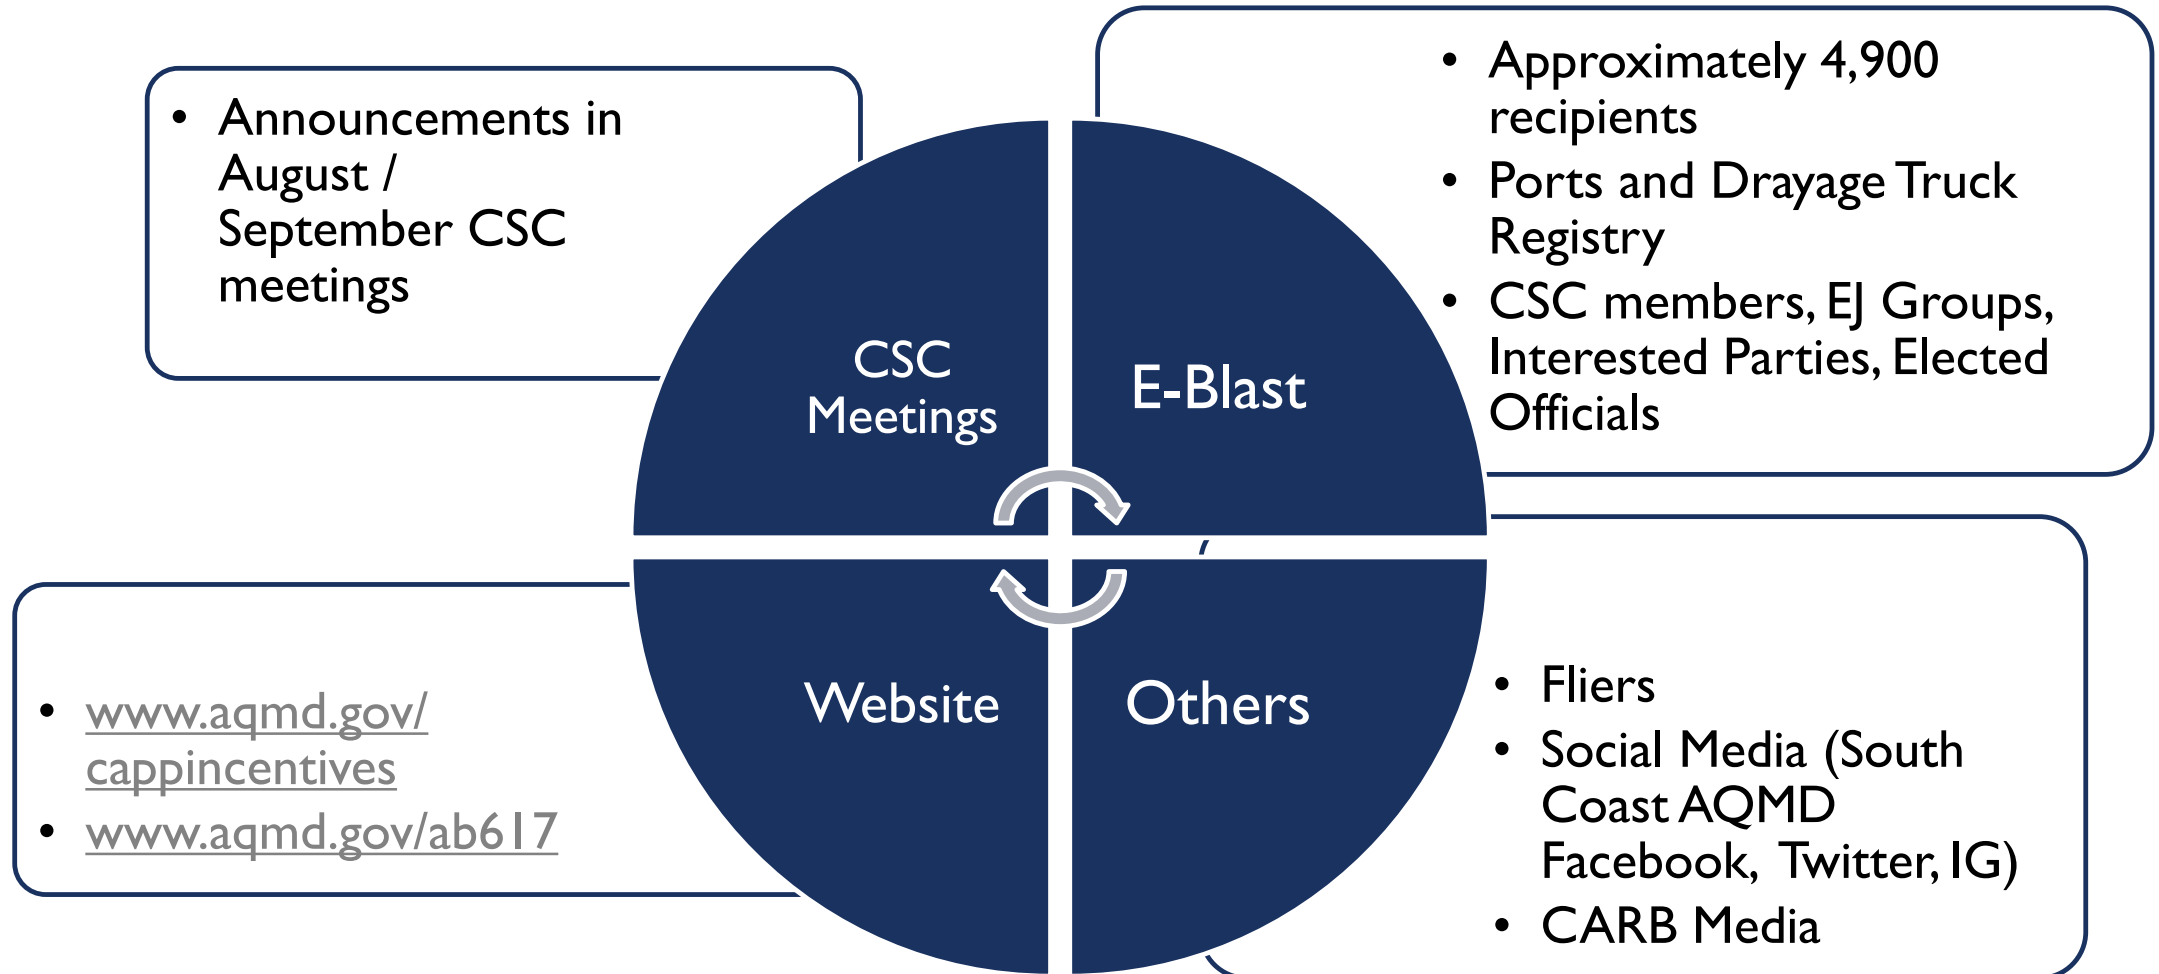 • Announcements in
August /
September CSC
meetings
• Approximately 4,900
recipients
• Ports and Drayage Truck
Registry
• CSC members, EJ Groups,
Interested Parties, Elected
Officials
CSC
Meetings
E-Blast
Website
Others
• www.aqmd.gov/
cappincentives
• www.aqmd.gov/ab617
• Fliers
• Social Media (South
Coast AQMD
Facebook, Twitter, IG)
• CARB Media